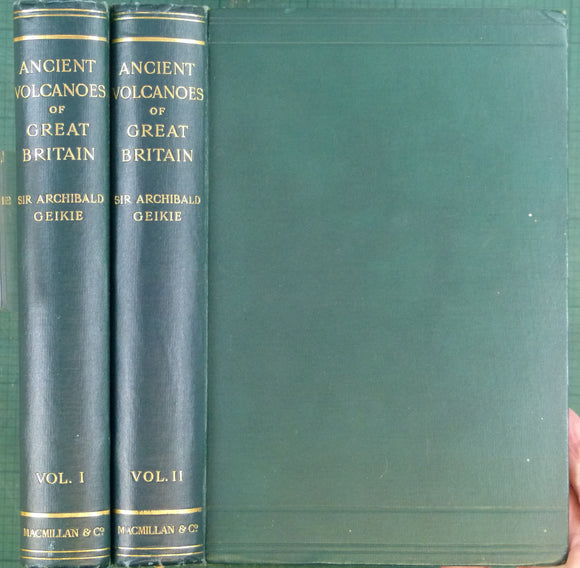 ANCIENT
VOLCANOES
OF
GREAT
BRITAIN
SIR ARCHIBALD
GEIKIE
VOL. I
MACMILLAN & Cº
ANCIENT
VOLCANOES
OF
GREAT
BRITAIN
SIR ARCHIBALD
GEIKIE
VOL. II
MACMILLAN & Cº